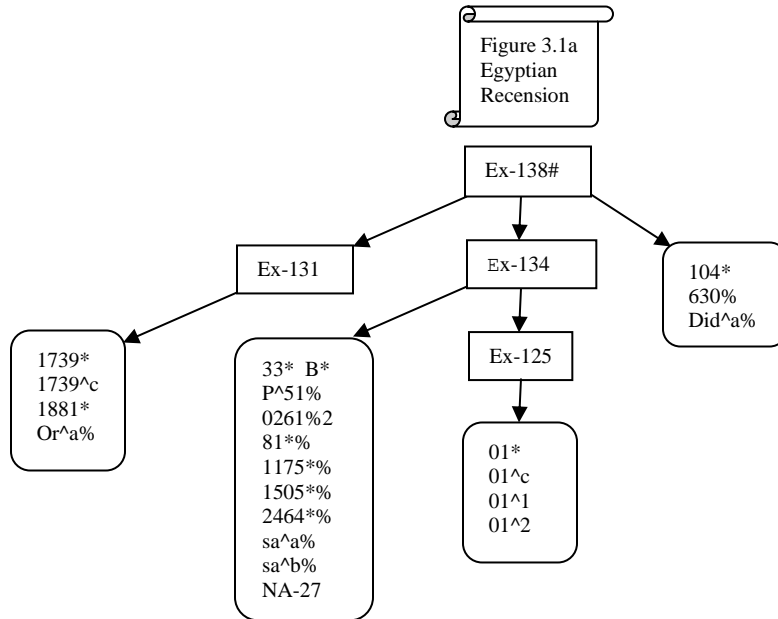 Figure 3.1a
Egyptian
Recension
Ex-138#
Ex-131
Ex-134
104*
630%
Did^a%
1739*
1739^c
1881*
Or^a%
33* B*
P^51%
0261%2
81*%
1175*%
1505*%
2464*%
sa^a%
sa^b%
NA-27
Ex-125
01*
01^c
01^1
01^2